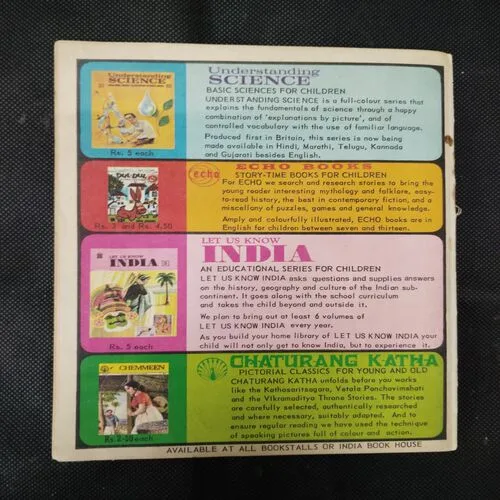 Understanding
SCIENCE
Rs. 5 each
Understanding
SCIENCE
BASIC SCIENCES FOR CHILDREN
UNDERSTANDING SCIENCE is a full-colour series that
explains the fundamentals of science through a happy
combination of 'explanations by picture', and of
controlled vocabulary with the use of familiar language.
Produced first in Britain, this series is now being
made available in Hindi, Marathi, Telugu, Kannada
and Gujarati besides English.
Rs. 3 and Rs. 4.50
echo
ECHO BOOKS
STORY-TIME BOOKS FOR CHILDREN
For ECHO we search and research stories to bring the
young reader interesting mythology and folklore, easy-
to-read history, the best in contemporary fiction, and a
miscellany of puzzles, games and general knowledge.
Amply and colourfully illustrated, ECHO books are in
English for children between seven and thirteen.
LET US KNOW
INDIA
Rs. 5 each
LET US KNOW
INDIA
AN EDUCATIONAL SERIES FOR CHILDREN
LET US KNOW INDIA asks questions and supplies answers
on the history, geography and culture of the Indian sub-
continent. It goes along with the school curriculum
and takes the child beyond and outside it.
We plan to bring out at least 6 volumes of
LET US KNOW INDIA every year.
As you build your home library of LET US KNOW INDIA your
child will not only get to know India, but to experience it.
CHEMMEEN
Rs. 2-50 each
CHATURANG KATHA
PICTORIAL CLASSICS FOR YOUNG AND OLD
CHATURANG KATHA unfolds before you works
like the Kathasaritsagara, Vetala Panchavimshati
and the Vikramaditya Throne Stories. The stories
are carefully selected, authentically researched
and where necessary, suitably adapted. And to
ensure regular reading we have used the technique
of speaking pictures full of colour and action.
AVAILABLE AT ALL BOOKSTALLS OR INDIA BOOK HOUSE